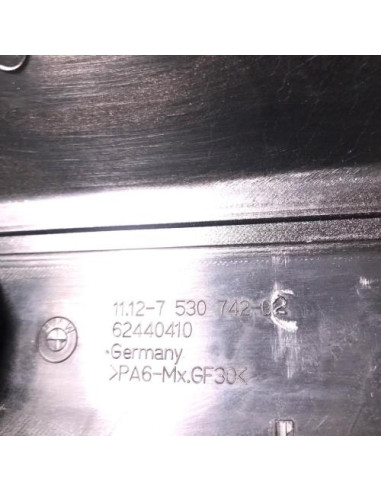 11.12-7 530 742-02
62440410
Germany
>PA6-Mx.GF30<